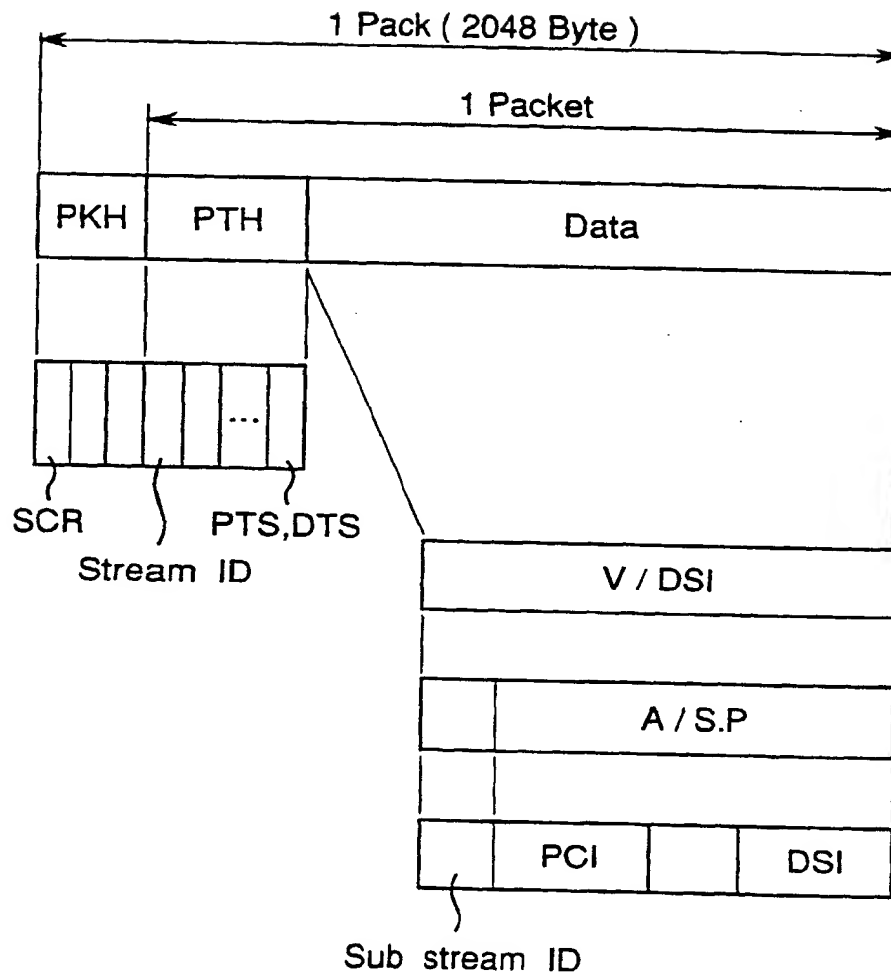 1 Pack ( 2048 Byte )
1 Packet
PKH PTH Data
...
SCR PTS,DTS
Stream ID
V / DSI
A / S.P
PCI DSI
Sub stream ID